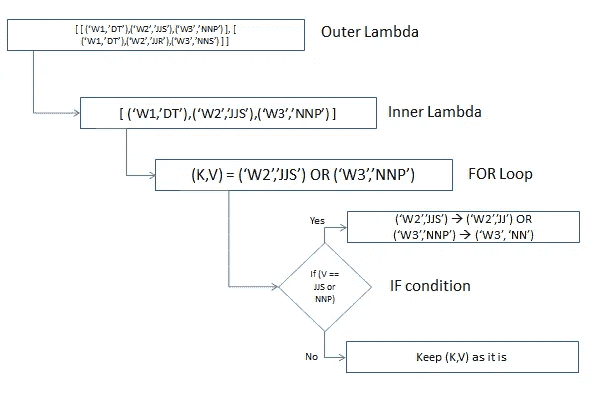 [ [ ('W1,'DT'),('W2','JJS'),('W3','NNP') ], [
('W1,'DT'),('W2','JJR'),('W3','NNS') ] ]
Outer Lambda
[ ('W1,'DT'),('W2','JJS'),('W3','NNP') ]
Inner Lambda
(K,V) = ('W2','JJS') OR ('W3','NNP')
FOR Loop
Yes
('W2','JJS') → ('W2','JJ') OR
('W3','NNP') → ('W3', 'NN')
If (V ==
JJS or
NNP)
IF condition
No
Keep (K,V) as it is